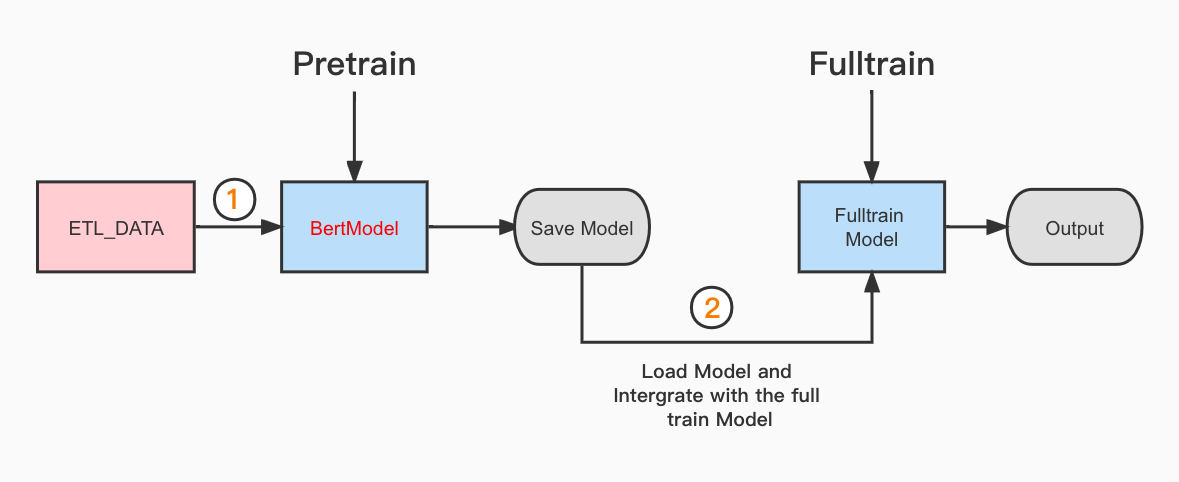 Pretrain
Fulltrain
1
ETL_DATA
BertModel
Save Model
Fulltrain
Model
Output
2
Load Model and
Intergrate with the full
train Model